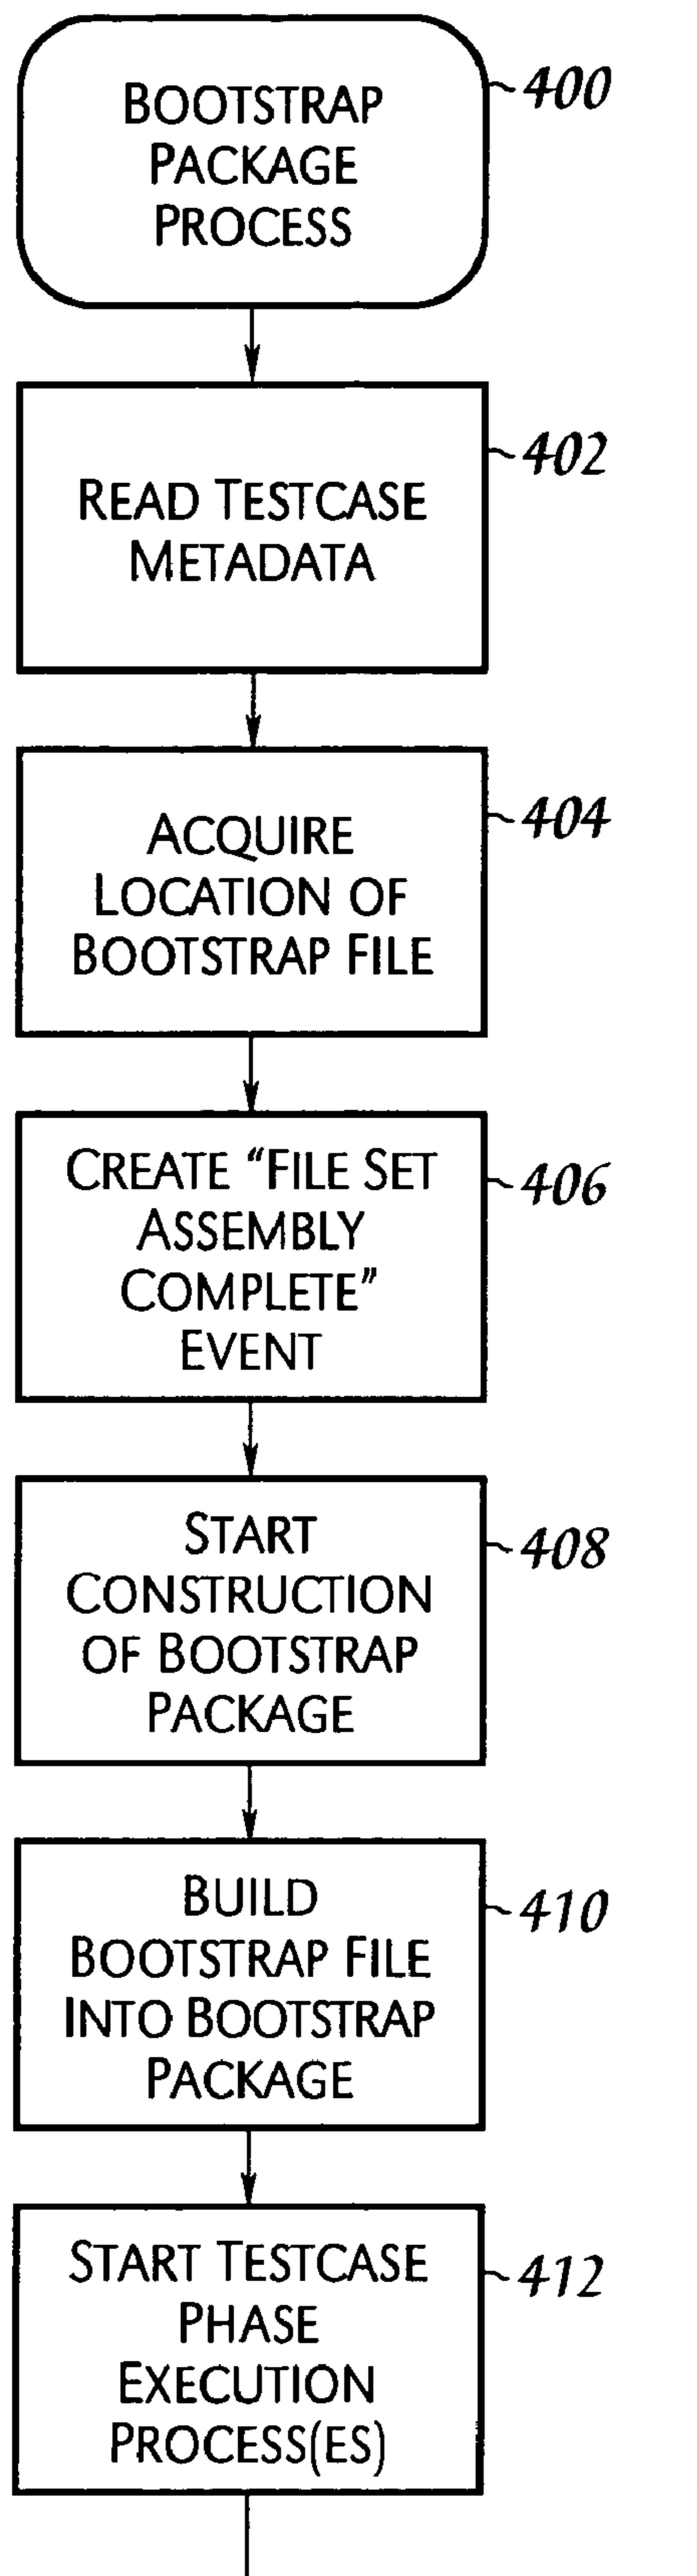 BOOTSTRAP
PACKAGE
PROCESS
400
READ TESTCASE
METADATA
402
ACQUIRE
LOCATION OF
BOOTSTRAP FILE
404
CREATE “FILE SET
ASSEMBLY
COMPLETE”
EVENT
406
START
CONSTRUCTION
OF BOOTSTRAP
PACKAGE
408
BUILD
BOOTSTRAP FILE
INTO BOOTSTRAP
PACKAGE
410
START TESTCASE
PHASE
EXECUTION
PROCESS(ES)
412